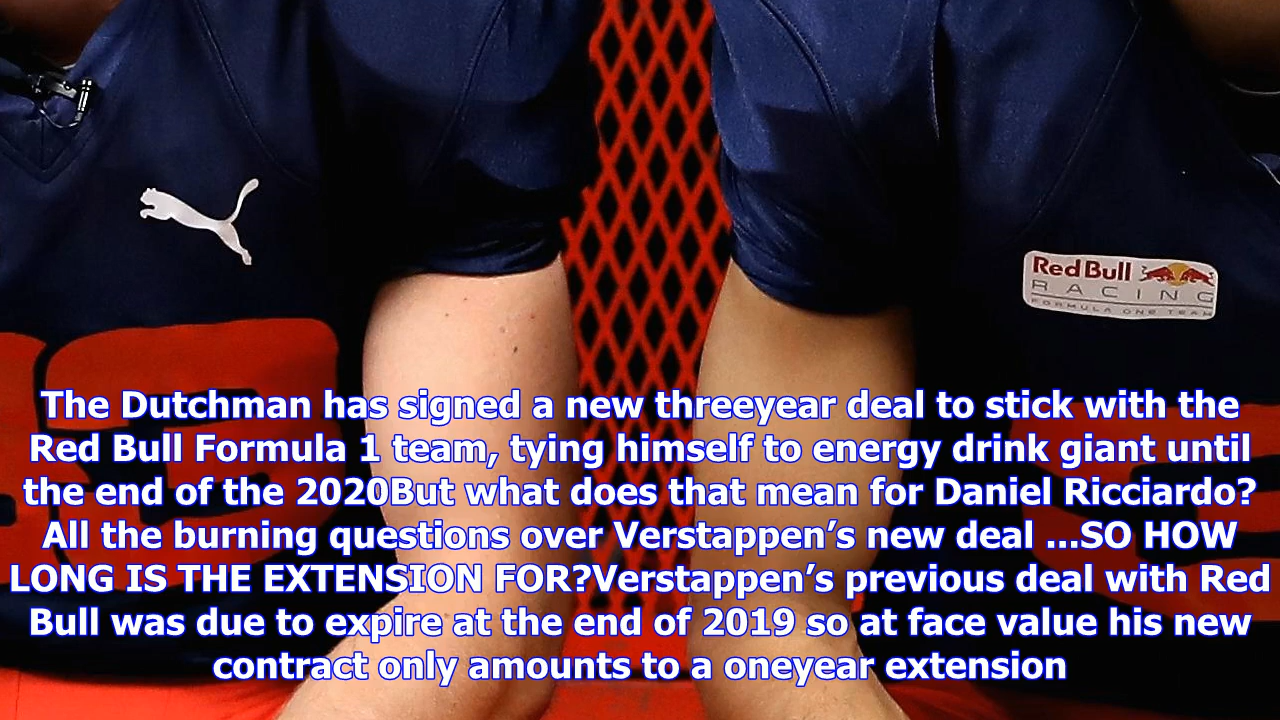 Red Bull
RACING
FORMULA ONE TEAM
The Dutchman has signed a new threeyear deal to stick with the
Red Bull Formula 1 team, tying himself to energy drink giant until
the end of the 2020But what does that mean for Daniel Ricciardo?
All the burning questions over Verstappen’s new deal ...SO HOW
LONG IS THE EXTENSION FOR?Verstappen’s previous deal with Red
Bull was due to expire at the end of 2019 so at face value his new
contract only amounts to a oneyear extension